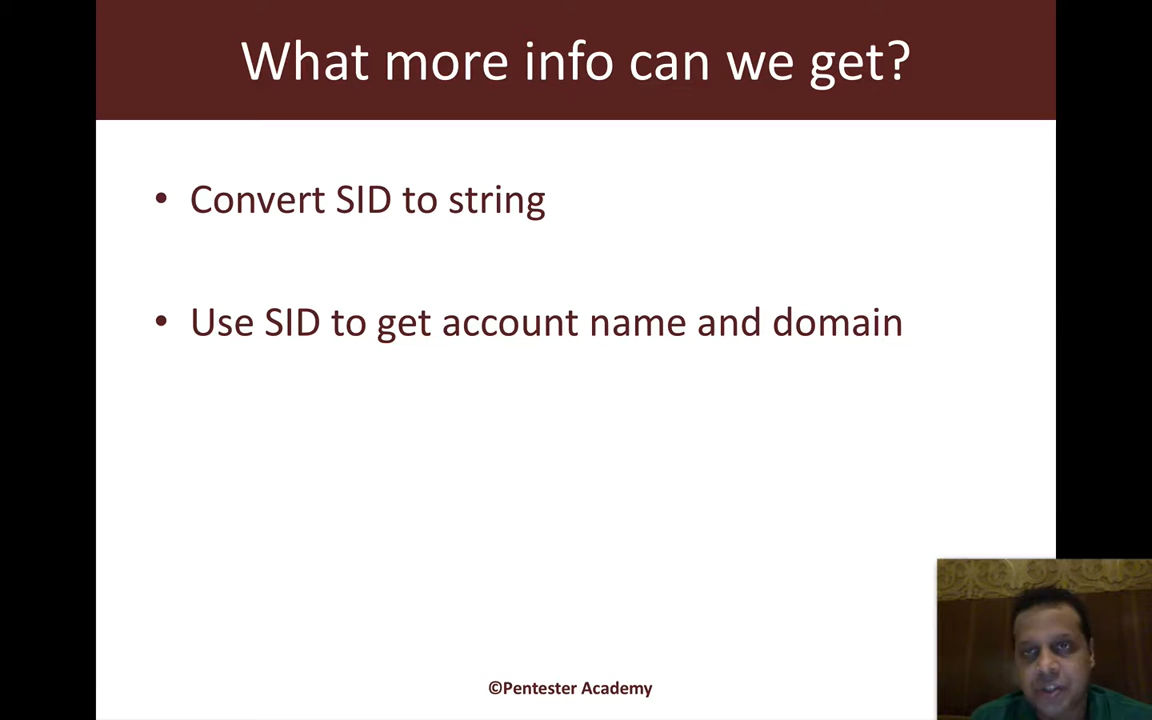 What more info can we get?
• Convert SID to string
• Use SID to get account name and domain
©Pentester Academy